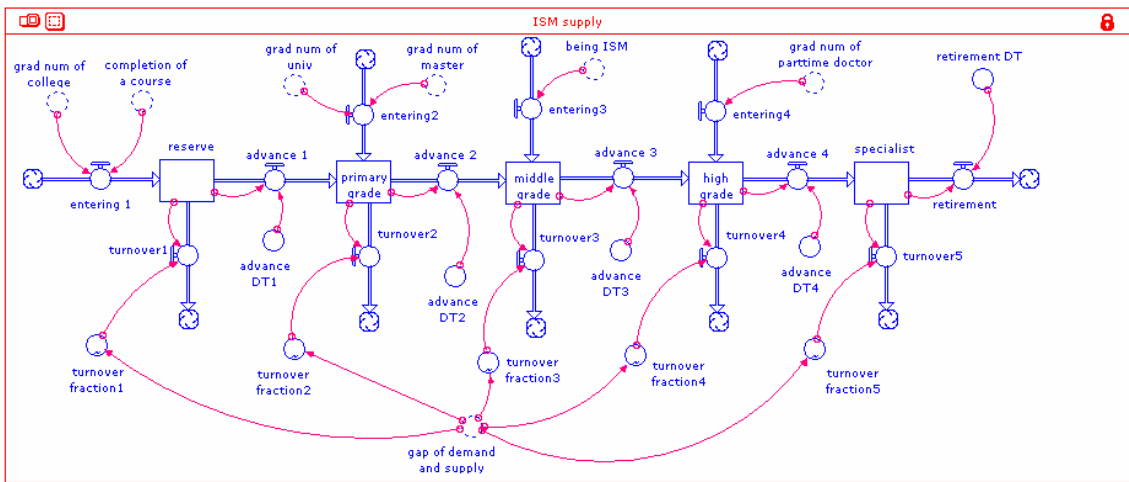 ISM supply
grad num of
college
completion of
a course
grad num of
univ
grad num of
master
being ISM
grad num of
parttime doctor
retirement DT
entering2
entering3
entering4
reserve
advance 1
primary
grade
advance 2
middle
grade
advance 3
high
grade
advance 4
specialist
entering 1
retirement
turnover1
turnover2
turnover3
turnover4
turnover5
advance
DT1
advance
DT2
advance
DT3
advance
DT4
turnover
fraction1
turnover
fraction2
turnover
fraction3
turnover
fraction4
turnover
fraction5
gap of demand
and supply